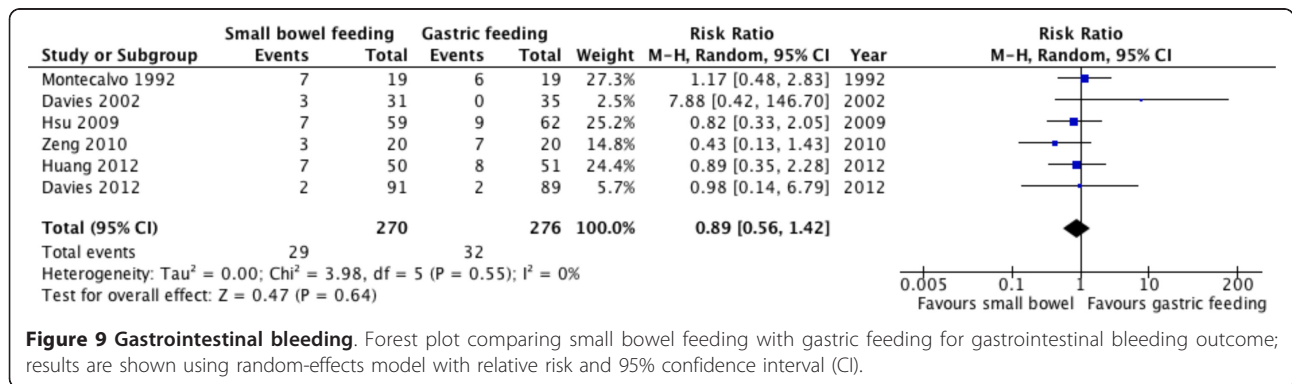 Small bowel feeding Gastric feeding Risk Ratio Risk Ratio
Study or Subgroup Events Total Events Total Weight M-H, Random, 95% CI Year M-H, Random, 95% CI
Montecalvo 1992 7 19 6 19 27.3% 1.17 [0.48, 2.83] 1992
Davies 2002 3 31 0 35 2.5% 7.88 [0.42, 146.70] 2002
Hsu 2009 7 59 9 62 25.2% 0.82 [0.33, 2.05] 2009
Zeng 2010 3 20 7 20 14.8% 0.43 [0.13, 1.43] 2010
Huang 2012 7 50 8 51 24.4% 0.89 [0.35, 2.28] 2012
Davies 2012 2 91 2 89 5.7% 0.98 [0.14, 6.79] 2012
Total (95% CI) 270 276 100.0% 0.89 [0.56, 1.42]
Total events 29 32
Heterogeneity: Tau² = 0.00; Chi² = 3.98, df = 5 (P = 0.55); I² = 0%
Test for overall effect: Z = 0.47 (P = 0.64)
0.005 0.1 1 10 200
Favours small bowel Favours gastric feeding
Figure 9 Gastrointestinal bleeding. Forest plot comparing small bowel feeding with gastric feeding for gastrointestinal bleeding outcome;
results are shown using random-effects model with relative risk and 95% confidence interval (CI).